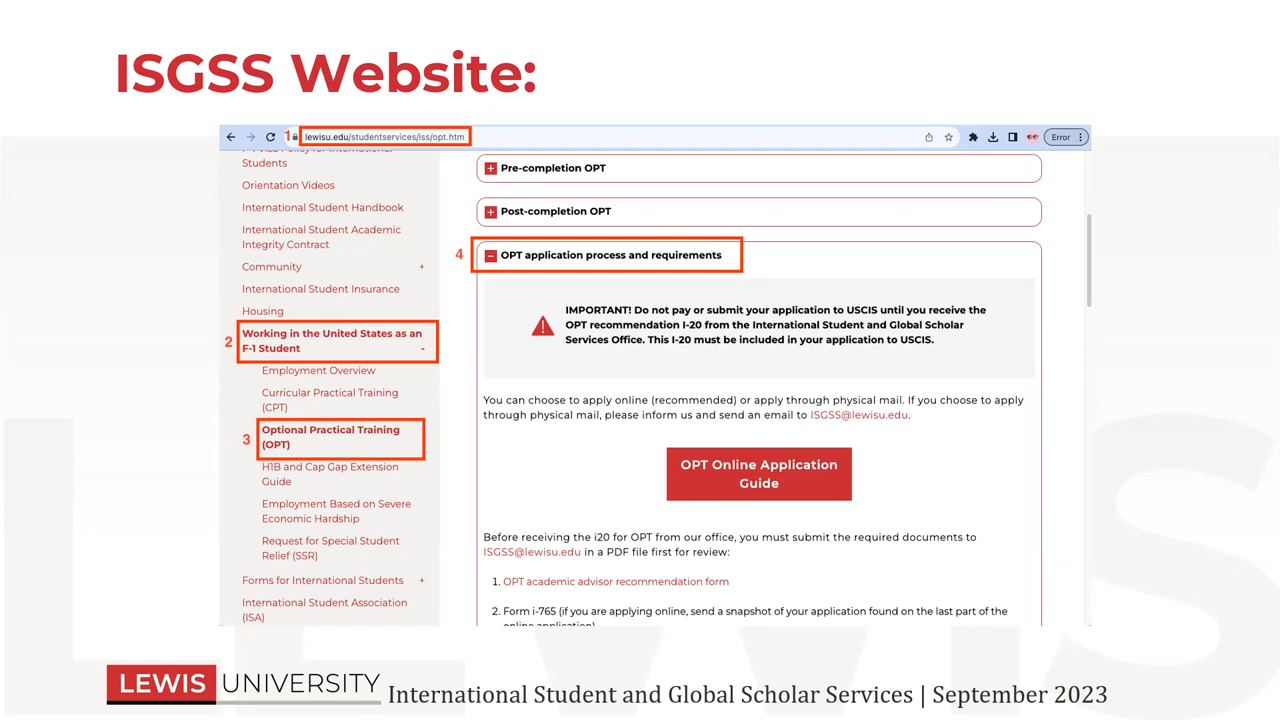 ISGSS Website:
1 lewisu.edu/studentservices/iss/opt.htm
Error
Students
Orientation Videos
International Student Handbook
International Student Academic
Integrity Contract
Community +
International Student Insurance
Housing
2 Working in the United States as an
F-1 Student -
Employment Overview
Curricular Practical Training
(CPT)
3 Optional Practical Training
(OPT)
H1B and Cap Gap Extension
Guide
Employment Based on Severe
Economic Hardship
Request for Special Student
Relief (SSR)
Forms for International Students +
International Student Association
(ISA)
+ Pre-completion OPT
+ Post-completion OPT
4 - OPT application process and requirements
IMPORTANT! Do not pay or submit your application to USCIS until you receive the
OPT recommendation I-20 from the International Student and Global Scholar
Services Office. This I-20 must be included in your application to USCIS.
You can choose to apply online (recommended) or apply through physical mail. If you choose to apply
through physical mail, please inform us and send an email to ISGSS@lewisu.edu.
OPT Online Application
Guide
Before receiving the i20 for OPT from our office, you must submit the required documents to
ISGSS@lewisu.edu in a PDF file first for review:
1. OPT academic advisor recommendation form
2. Form i-765 (if you are applying online, send a snapshot of your application found on the last part of the
online application)
LEWIS UNIVERSITY International Student and Global Scholar Services | September 2023
LEWIS